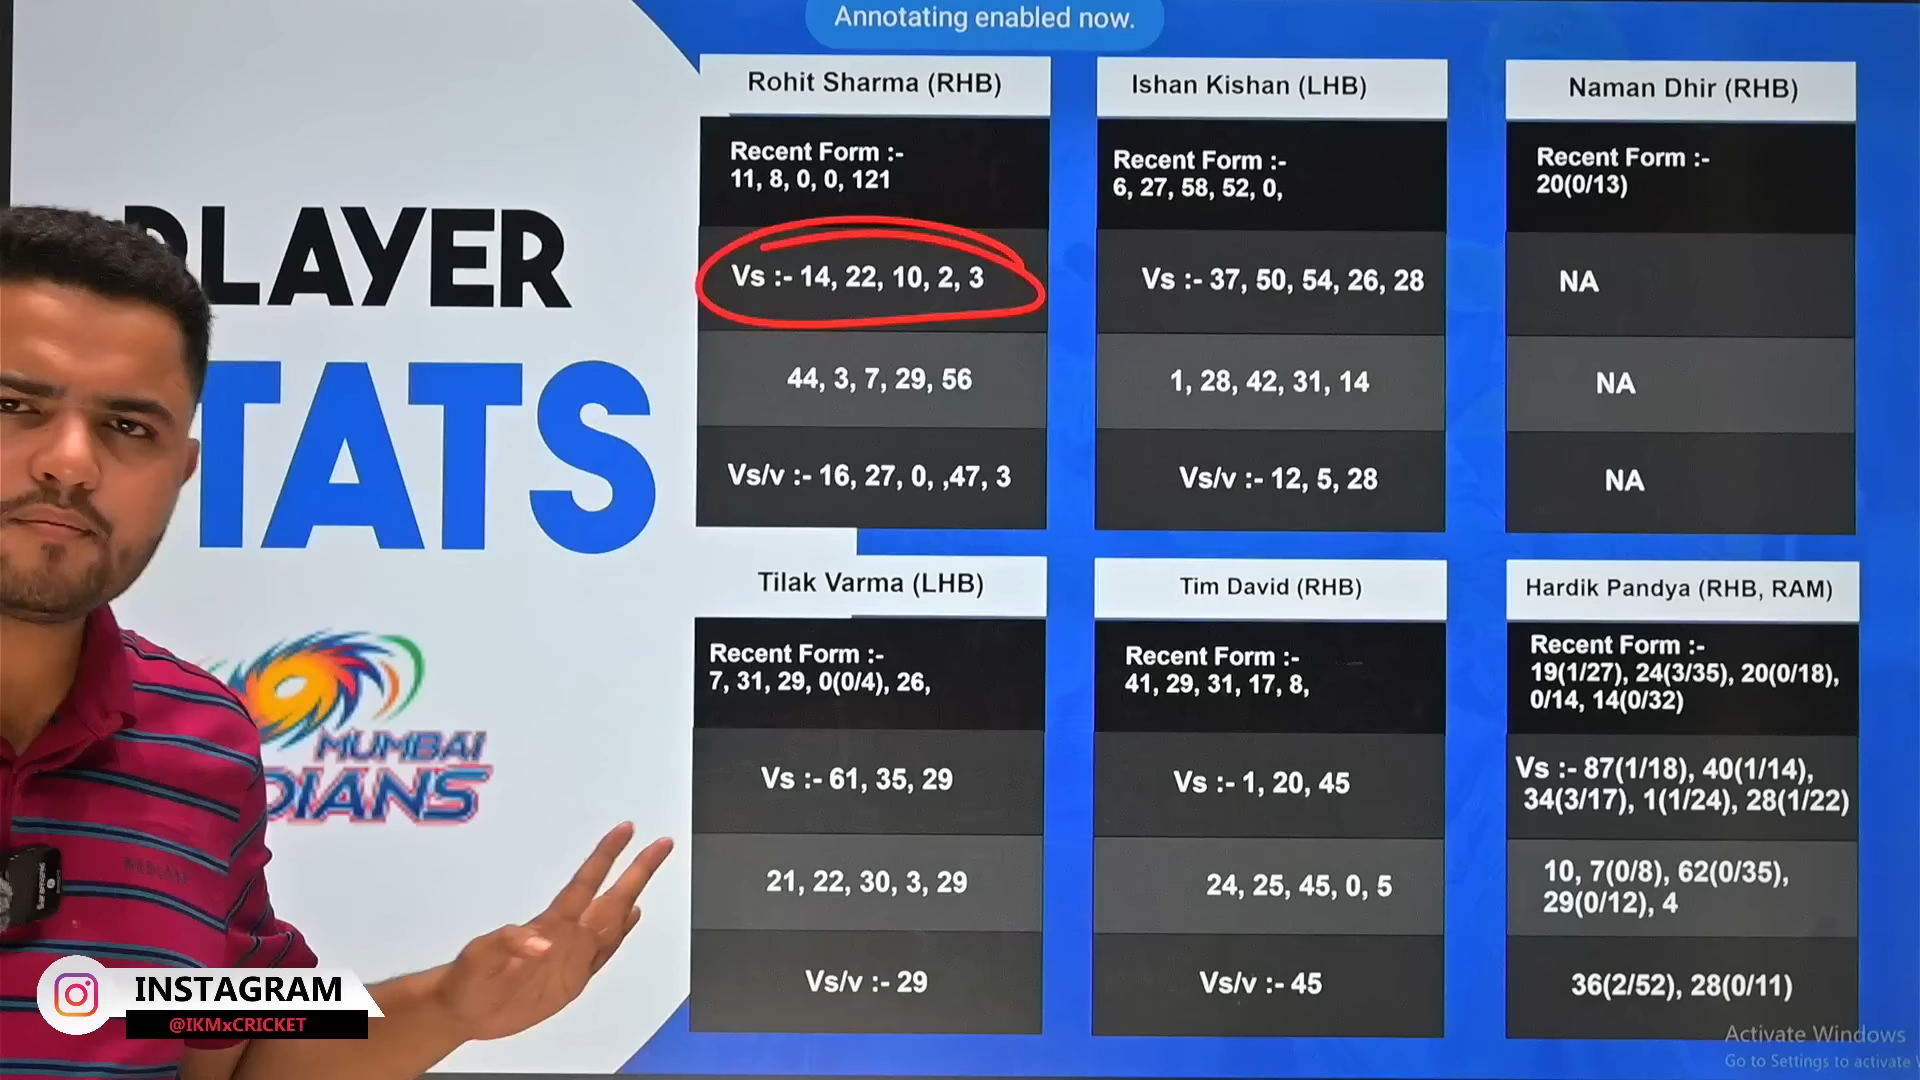 Annotating enabled now.
PLAYER
STATS
MUMBAI
INDIANS
Rohit Sharma (RHB)
Recent Form :-
11, 8, 0, 0, 121
Vs :- 14, 22, 10, 2, 3
44, 3, 7, 29, 56
Vs/v :- 16, 27, 0, ,47, 3
Ishan Kishan (LHB)
Recent Form :-
6, 27, 58, 52, 0,
Vs :- 37, 50, 54, 26, 28
1, 28, 42, 31, 14
Vs/v :- 12, 5, 28
Naman Dhir (RHB)
Recent Form :-
20(0/13)
NA
NA
NA
Tilak Varma (LHB)
Recent Form :-
7, 31, 29, 0(0/4), 26,
Vs :- 61, 35, 29
21, 22, 30, 3, 29
Vs/v :- 29
Tim David (RHB)
Recent Form :-
41, 29, 31, 17, 8,
Vs :- 1, 20, 45
24, 25, 45, 0, 5
Vs/v :- 45
Hardik Pandya (RHB, RAM)
Recent Form :-
19(1/27), 24(3/35), 20(0/18),
0/14, 14(0/32)
Vs :- 87(1/18), 40(1/14),
34(3/17), 1(1/24), 28(1/22)
10, 7(0/8), 62(0/35),
29(0/12), 4
36(2/52), 28(0/11)
INSTAGRAM
@IKMxCRICKET
Activate Windows
Go to Settings to activate